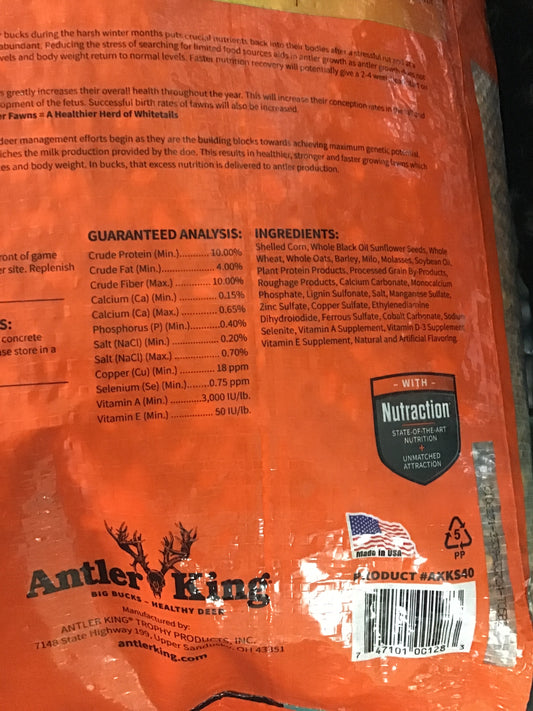 bucks during the harsh winter months puts crucial nutrients back into their bodies after a stressful rut and at a
abundant. Reducing the stress of searching for limited food sources aids in antler growth as antler growth does not
vels and body weight return to normal levels. Faster nutrition recovery will potentially give a 2-4 week
s greatly increases their overall health throughout the year. This will increase their conception rates in the fall and
opment of the fetus. Successful birth rates of fawns will also be increased.
er Fawns = A Healthier Herd of Whitetails
deer management efforts begin as they are the building blocks towards achieving maximum genetic potential.
iches the milk production provided by the doe. This results in healthier, stronger and faster growing fawns which
es and body weight. In bucks, that excess nutrition is delivered to antler production.
ront of game
er site. Replenish
S:
concrete
se store in a
GUARANTEED ANALYSIS:
Crude Protein (Min.)............10.00%
Crude Fat (Min.)..................4.00%
Crude Fiber (Max.)..............10.00%
Calcium (Ca) (Min.)..............0.15%
Calcium (Ca) (Max.).............0.65%
Phosphorus (P) (Min.)..........0.40%
Salt (NaCl) (Min.)................0.20%
Salt (NaCl) (Max.)................0.70%
Copper (Cu) (Min.)..............18 ppm
Selenium (Se) (Min.).......0.75 ppm
Vitamin A (Min.)...........3,000 IU/lb.
Vitamin E (Min.)..............50 IU/lb.
INGREDIENTS:
Shelled Corn, Whole Black Oil Sunflower Seeds, Whole
Wheat, Whole Oats, Barley, Milo, Molasses, Soybean Oil,
Plant Protein Products, Processed Grain By-Products,
Roughage Products, Calcium Carbonate, Monocalcium
Phosphate, Lignin Sulfonate, Salt, Manganese Sulfate,
Zinc Sulfate, Copper Sulfate, Ethylenediamine
Dihydroiodide, Ferrous Sulfate, Cobalt Carbonate, Sodium
Selenite, Vitamin A Supplement, Vitamin D-3 Supplement,
Vitamin E Supplement, Natural and Artificial Flavoring.
- WITH -
Nutraction
STATE-OF-THE-ART
NUTRITION
+
UNMATCHED
ATTRACTION
Made in USA
5
PP
PRODUCT #AXKS40
7 47101 00128 3
Antler King
BIG BUCKS - HEALTHY DEER
Manufactured by:
ANTLER KING® TROPHY PRODUCTS, INC.
7148 State Highway 199, Upper Sandusky, OH 43351
antlerking.com